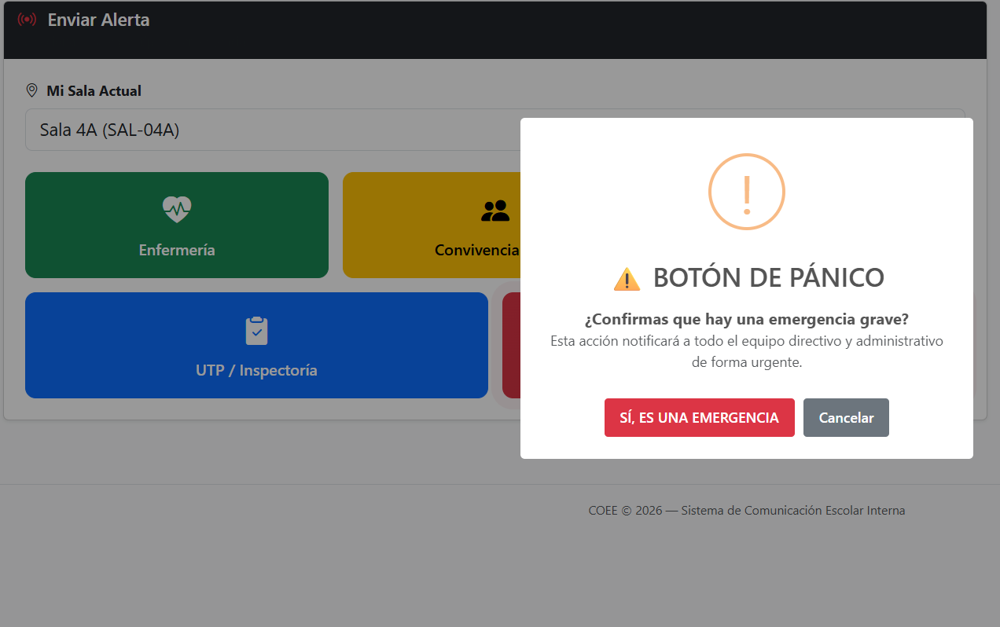 Enviar Alerta
Mi Sala Actual
Sala 4A (SAL-04A)
Enfermería
Convivencia
UTP / Inspectoría
BOTÓN DE PÁNICO
¿Confirmas que hay una emergencia grave?
Esta acción notificará a todo el equipo directivo y administrativo
de forma urgente.
SÍ, ES UNA EMERGENCIA
Cancelar
COEE © 2026 — Sistema de Comunicación Escolar Interna